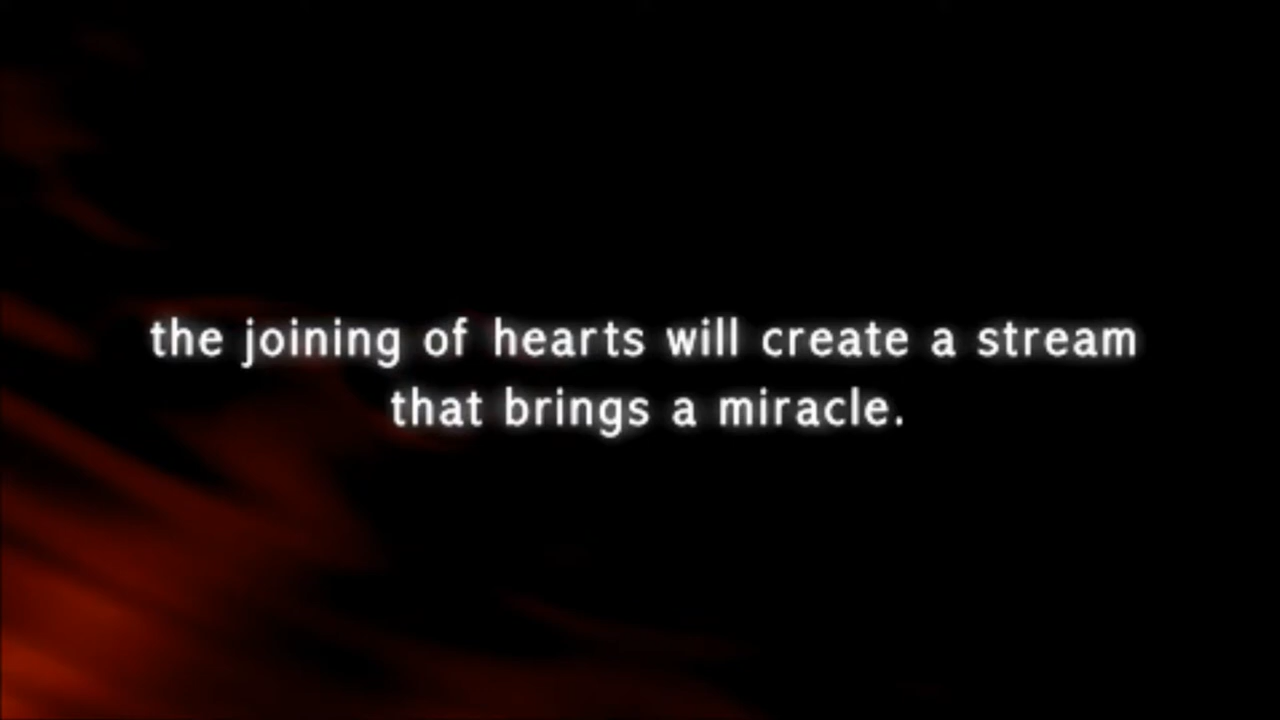 the joining of hearts will create a stream
that brings a miracle.